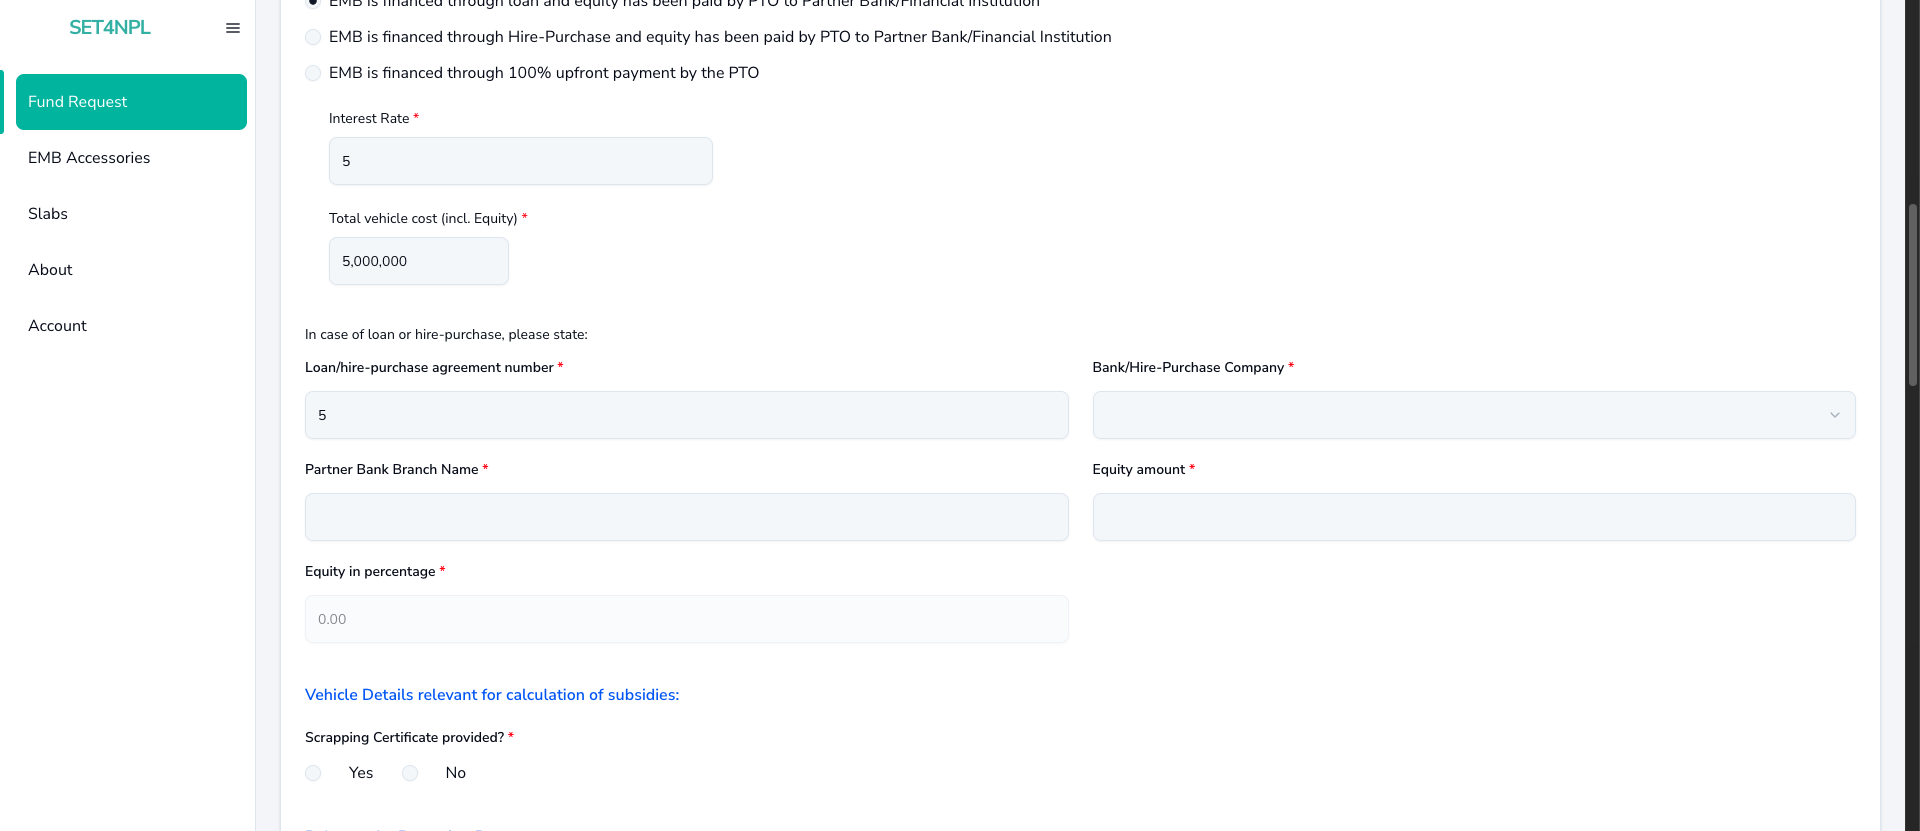 SET4NPL
Fund Request
EMB Accessories
Slabs
About
Account
EMB is financed through loan and equity has been paid by PTO to Partner Bank/Financial Institution
EMB is financed through Hire-Purchase and equity has been paid by PTO to Partner Bank/Financial Institution
EMB is financed through 100% upfront payment by the PTO
Interest Rate *
5
Total vehicle cost (incl. Equity) *
5,000,000
In case of loan or hire-purchase, please state:
Loan/hire-purchase agreement number *
Bank/Hire-Purchase Company *
5
Partner Bank Branch Name *
Equity amount *
Equity in percentage *
0.00
Vehicle Details relevant for calculation of subsidies:
Scrapping Certificate provided? *
Yes No